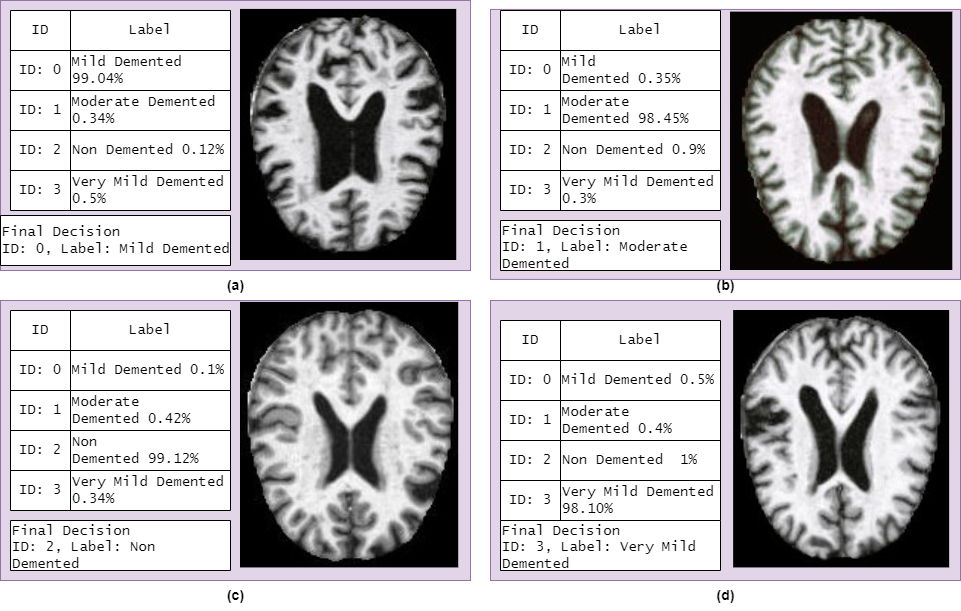 ID Label
ID: 0 Mild Demented
99.04%
ID: 1 Moderate Demented
0.34%
ID: 2 Non Demented 0.12%
ID: 3 Very Mild Demented
0.5%
Final Decision
ID: 0, Label: Mild Demented
(a)
ID Label
ID: 0 Mild
Demented 0.35%
ID: 1 Moderate
Demented 98.45%
ID: 2 Non Demented 0.9%
ID: 3 Very Mild Demented
0.3%
Final Decision
ID: 1, Label: Moderate
Demented
(b)
ID Label
ID: 0 Mild Demented 0.1%
ID: 1 Moderate
Demented 0.42%
ID: 2 Non
Demented 99.12%
ID: 3 Very Mild Demented
0.34%
Final Decision
ID: 2, Label: Non
Demented
(c)
ID Label
ID: 0 Mild Demented 0.5%
ID: 1 Moderate
Demented 0.4%
ID: 2 Non Demented 1%
ID: 3 Very Mild Demented
98.10%
Final Decision
ID: 3, Label: Very Mild
Demented
(d)